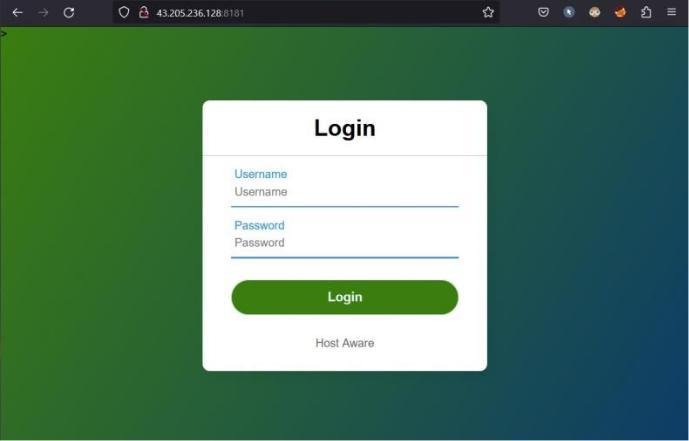 43.205.236.128:8181
>
Login
Username
Username
Password
Password
Login
Host Aware